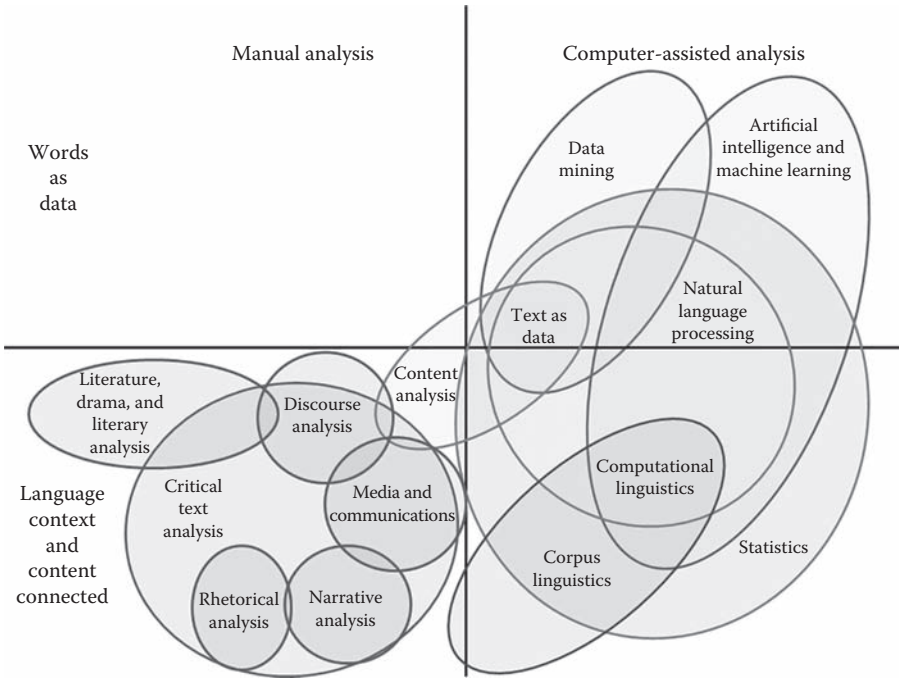 Manual analysis
Computer-assisted analysis
Words
as
data
Data
mining
Artificial
intelligence and
machine learning
Text as
data
Natural
language
processing
Literature,
drama, and
literary
analysis
Discourse
analysis
Content
analysis
Language
context
and
content
connected
Critical
text
analysis
Media and
communications
Rhetorical
analysis
Narrative
analysis
Computational
linguistics
Corpus
linguistics
Statistics